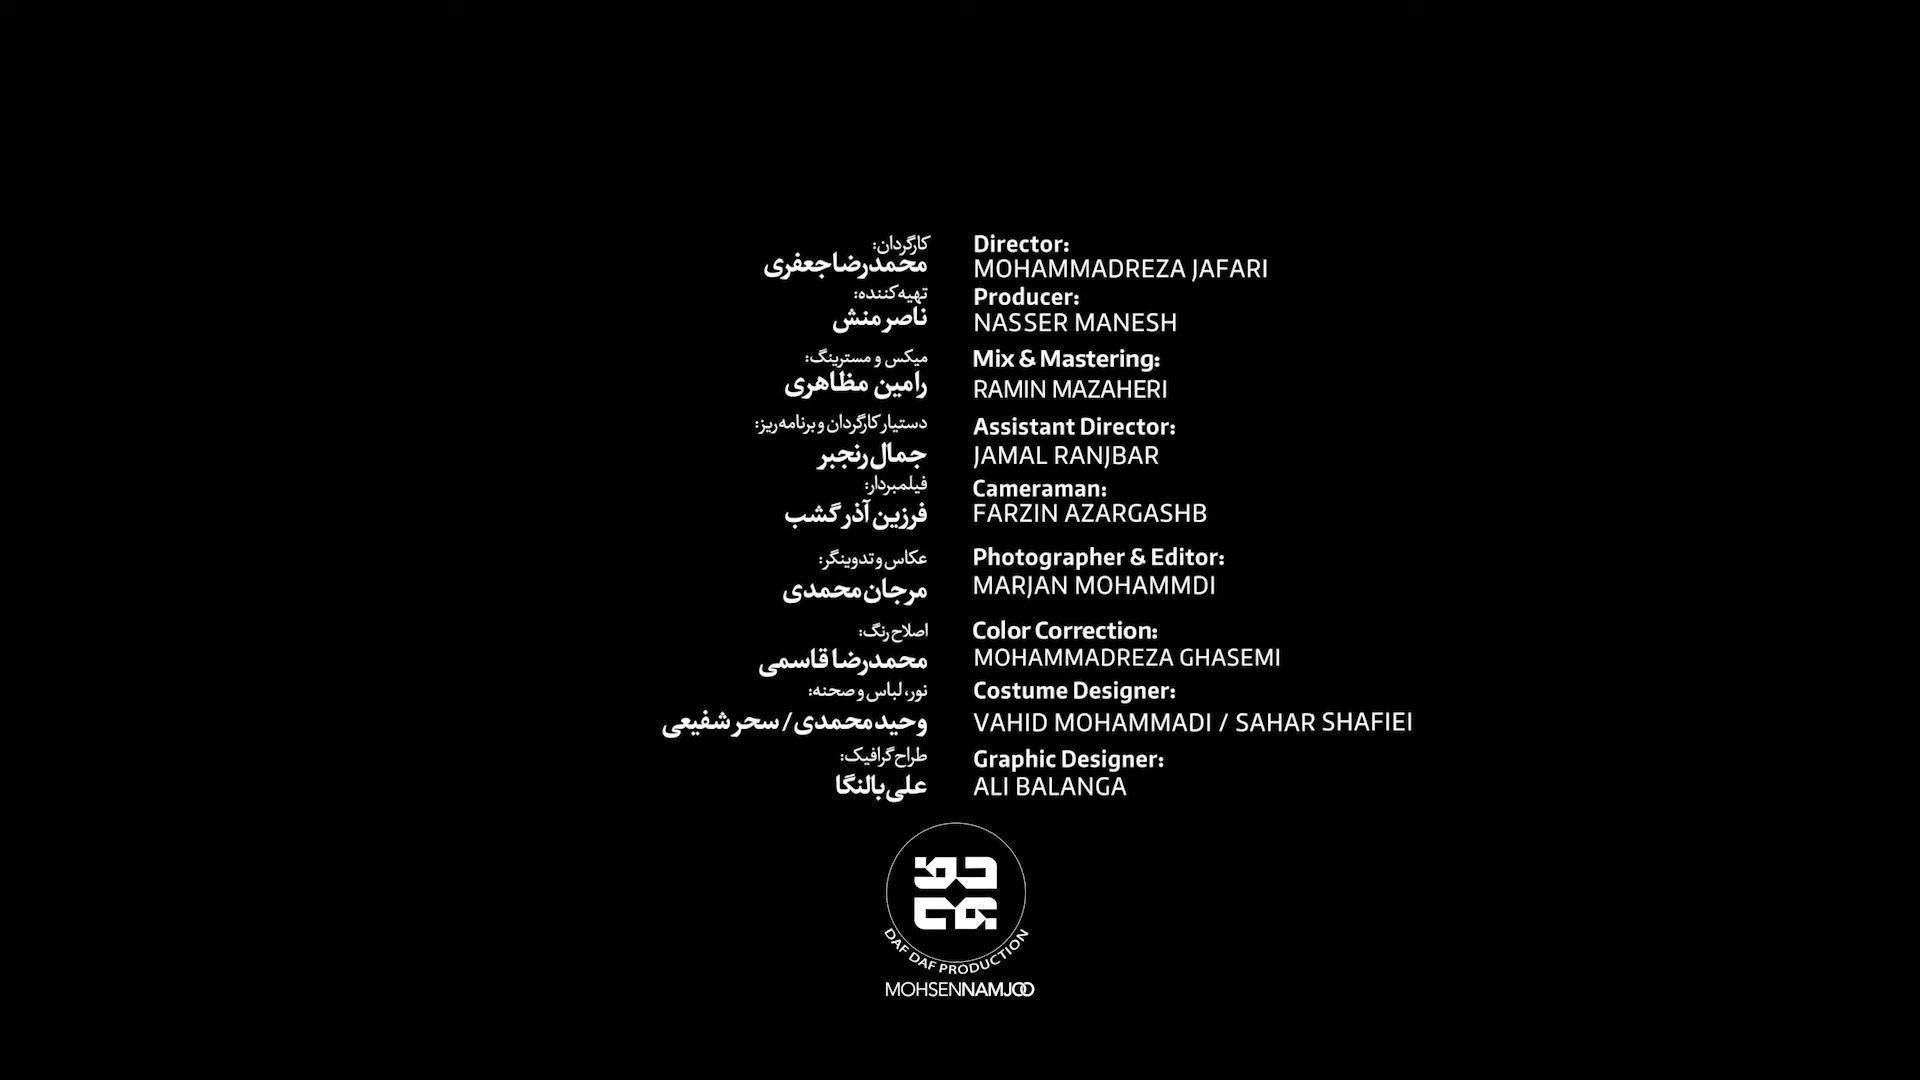 کارگردان:
محمدرضا جعفری
تهیه‌کننده:
ناصر منش
میکس و مسترینگ:
رامین مظاهری
دستیار کارگردان و برنامه‌ریز:
جمال رنجبر
فیلمبردار:
فرزین آذرگشب
عکاس و تدوینگر:
مرجان محمدی
اصلاح رنگ:
محمدرضا قاسمی
نور، لباس و صحنه:
وحید محمدی / سحر شفیعی
طراح گرافیک:
علی بالنگا
Director:
MOHAMMADREZA JAFARI
Producer:
NASSER MANESH
Mix & Mastering:
RAMIN MAZAHERI
Assistant Director:
JAMAL RANJBAR
Cameraman:
FARZIN AZARGASHB
Photographer & Editor:
MARJAN MOHAMMDI
Color Correction:
MOHAMMADREZA GHASEMI
Costume Designer:
VAHID MOHAMMADI / SAHAR SHAFIEI
Graphic Designer:
ALI BALANGA
DAF DAF PRODUCTION
MOHSENNAMJOO